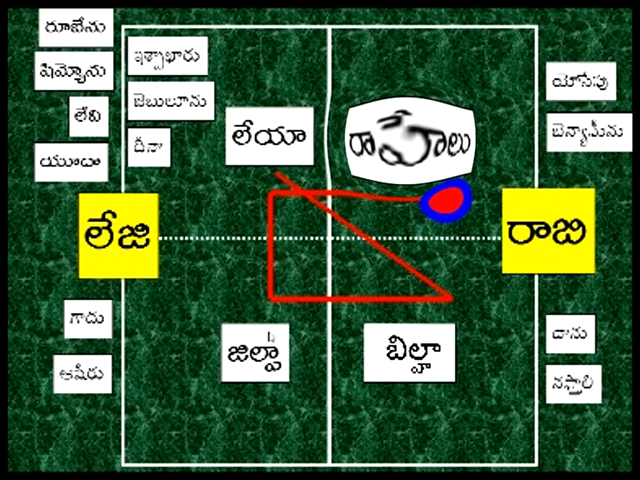 రూబేను
షిమ్యోను
లేవి
యూదా
ఇశ్శాఖారు
జెబులూను
దీనా
లేయా
రాహేలు
యోసేపు
బెన్యామీను
లేజి
రాబి
గాదు
ఆషేరు
జిల్ఫా
బిల్హా
దాను
నఫ్తాలి